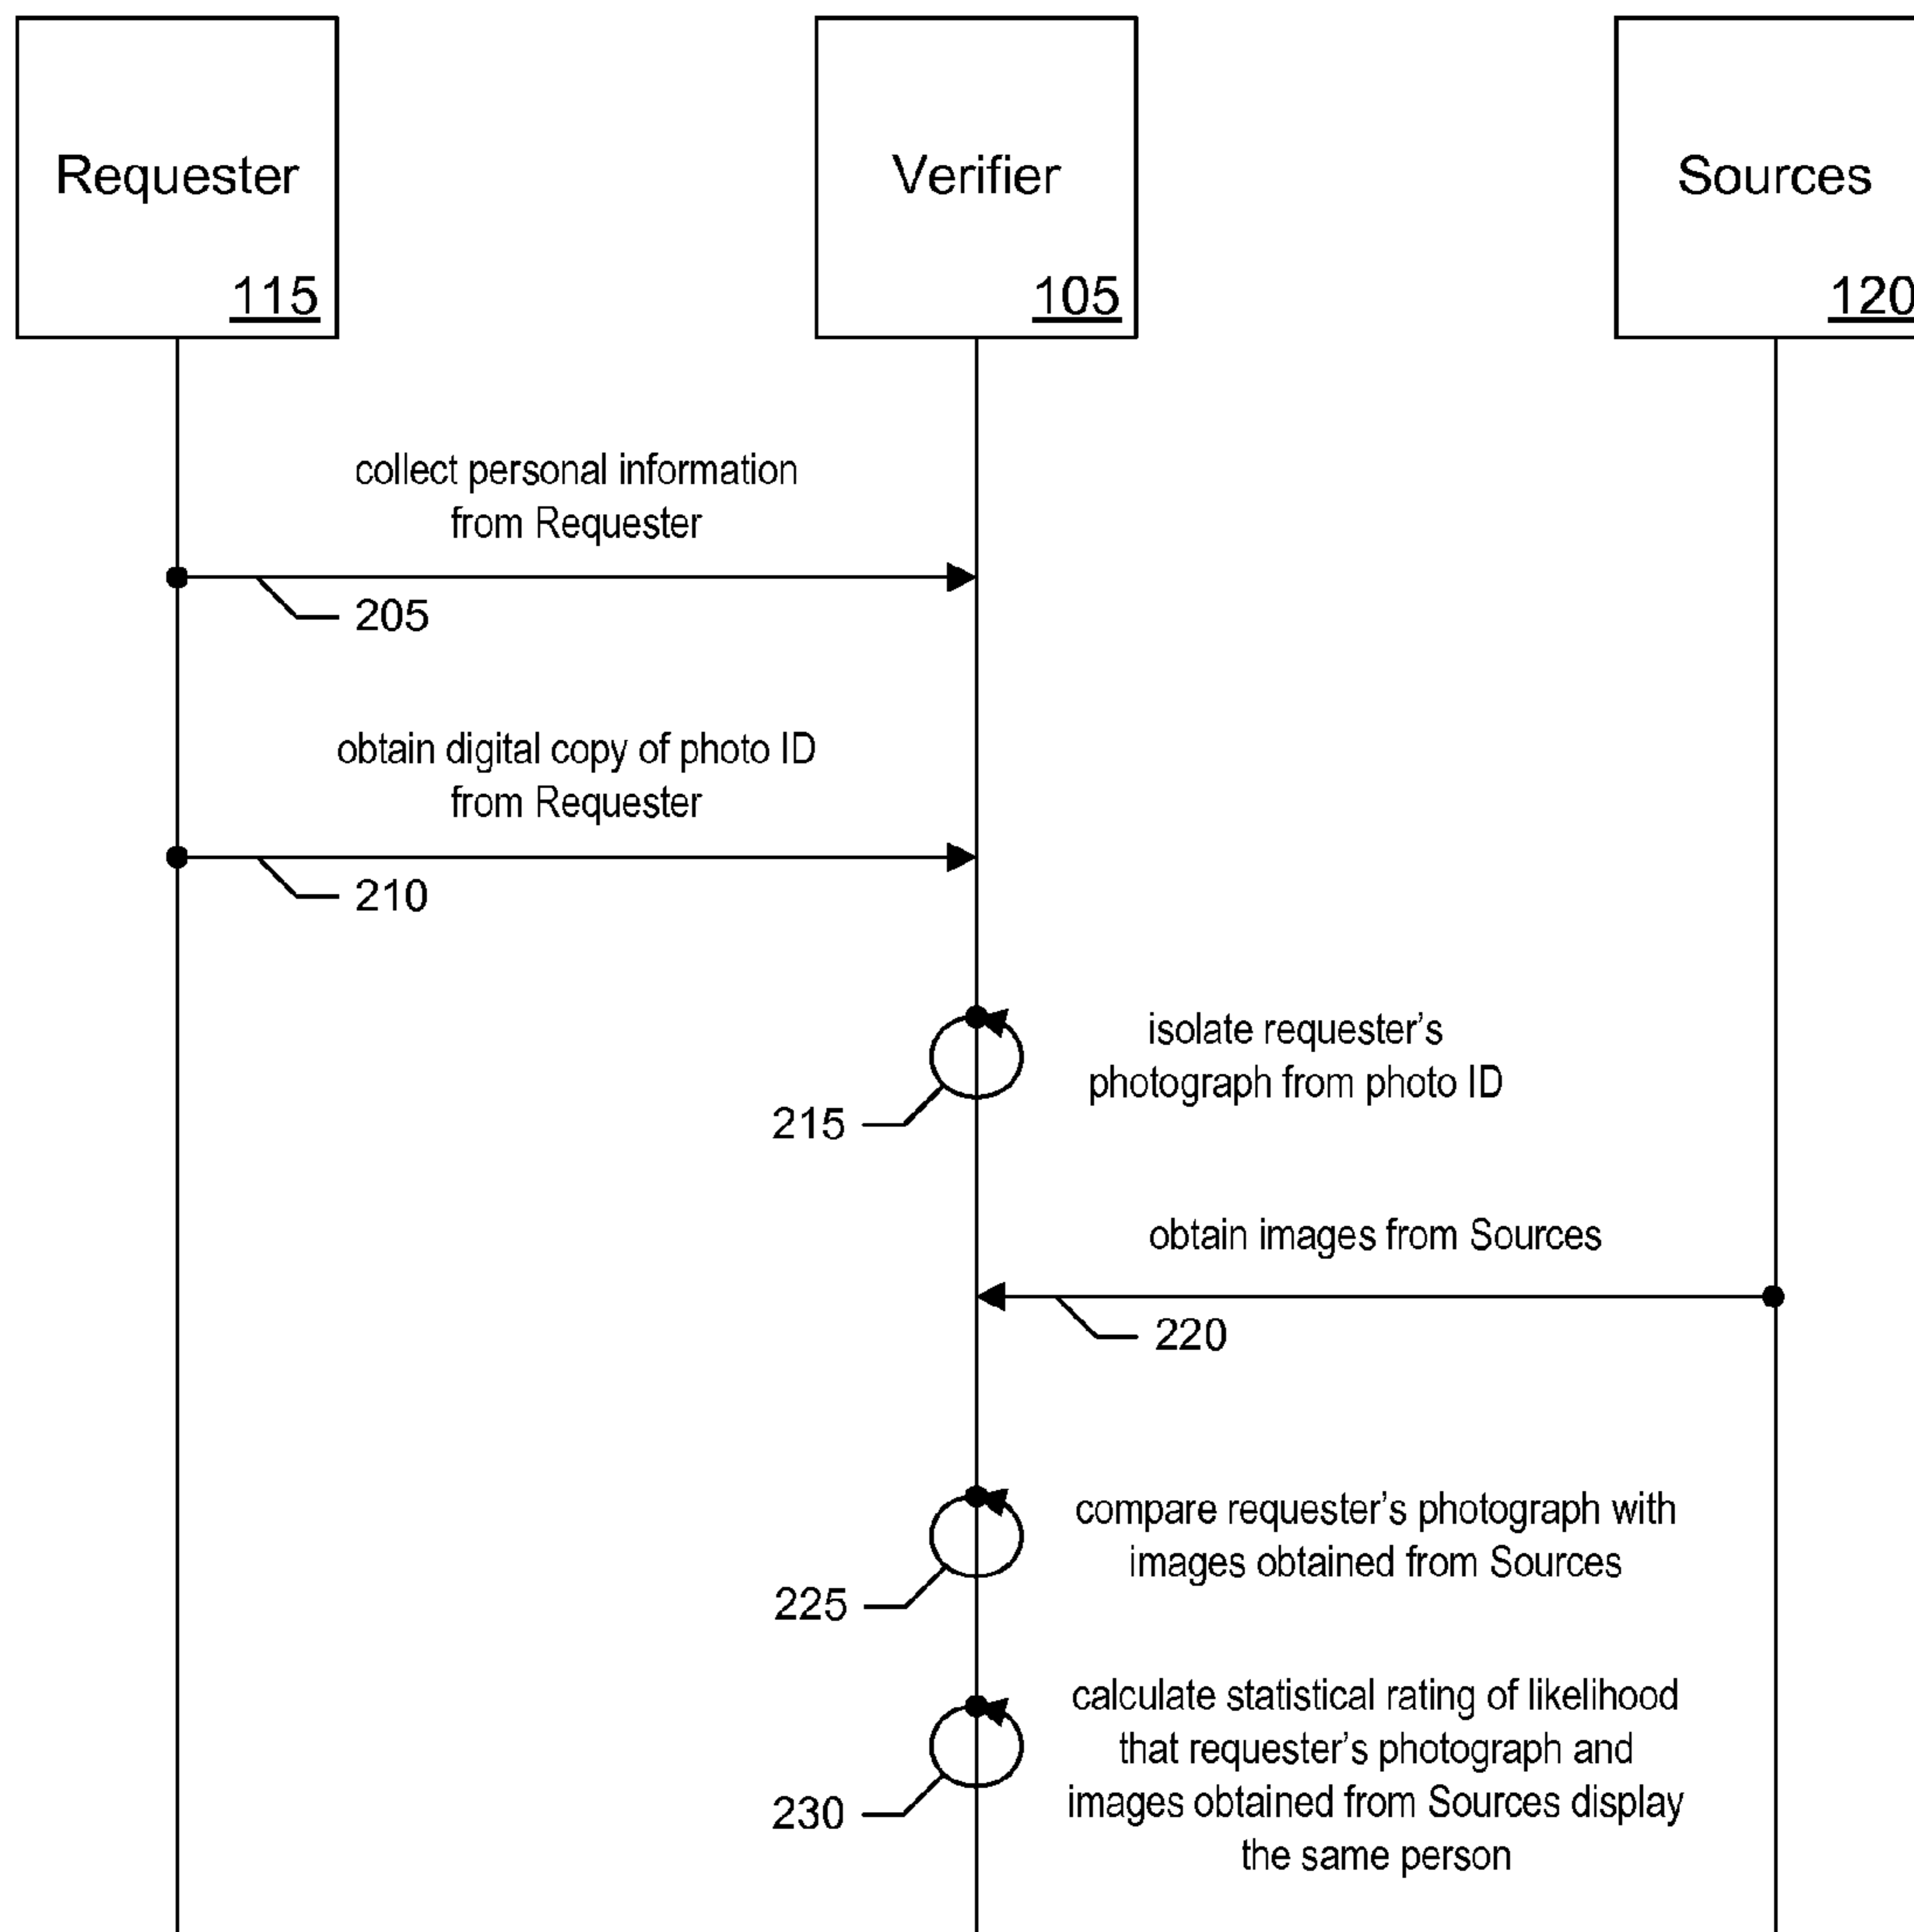 Requester
115
Verifier
105
Sources
120
collect personal information
from Requester
205
obtain digital copy of photo ID
from Requester
210
isolate requester’s
photograph from photo ID
215
obtain images from Sources
220
compare requester’s photograph with
images obtained from Sources
225
calculate statistical rating of likelihood
that requester’s photograph and
images obtained from Sources display
the same person
230